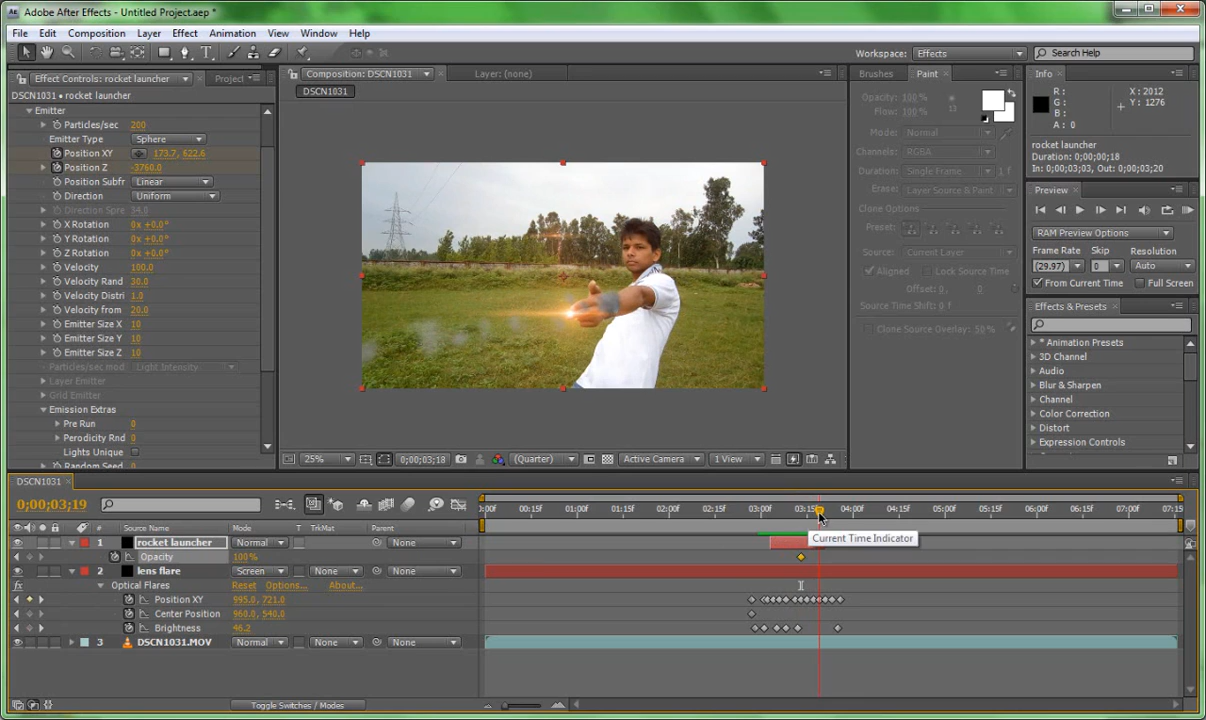 Adobe After Effects - Untitled Project.aep *
File Edit Composition Layer Effect Animation View Window Help
Workspace: Effects Search Help
Effect Controls: rocket launcher Project
Composition: DSCN1031 Layer: (none)
Brushes Paint
Info
DSCN1031 • rocket launcher
DSCN1031
Emitter
Particles/sec 200
Emitter Type Sphere
Position XY 173.7, 622.6
Position Z -3760.0
Position Subfr Linear
Direction Uniform
Direction Spre 34.0
X Rotation 0x +0.0°
Y Rotation 0x +0.0°
Z Rotation 0x +0.0°
Velocity 100.0
Velocity Rand 30.0
Velocity Distri 1.0
Velocity from 20.0
Emitter Size X 10
Emitter Size Y 10
Emitter Size Z 10
Particles/sec mod Light Intensity
Layer Emitter
Grid Emitter
Emission Extras
Pre Run 0
Perodicity Rnd 0
Lights Unique
Random Seed
25% 0;00;03;18 (Quarter) Active Camera 1 View
Opacity: 100%
Flow: 100%
Mode: Normal
Channels: RGBA
Duration: Single Frame
Erase: Layer Source & Paint
Clone Options
Preset:
Source: Current Layer
Aligned Lock Source Time
Offset: 0, 0
Source Time Shift: 0 f
Clone Source Overlay: 50 %
R: X : 2012
G: Y : 1276
B:
A : 0
rocket launcher
Duration: 0;00;00;18
In: 0;00;03;03, Out: 0;00;03;20
Preview
RAM Preview Options
Frame Rate Skip Resolution
(29.97) 0 Auto
From Current Time Full Screen
Effects & Presets
* Animation Presets
3D Channel
Audio
Blur & Sharpen
Channel
Color Correction
Distort
Expression Controls
DSCN1031
0;00;03;19
:00f 00:15f 01:00f 01:15f 02:00f 02:15f 03:00f 03:15f 04:00f 04:15f 05:00f 05:15f 06:00f 06:15f 07:00f 07:15
# Source Name Mode T TrkMat Parent
1 rocket launcher Normal None
Current Time Indicator
Opacity 100%
2 lens flare Screen None None
Optical Flares Reset Options... About...
Position XY 995.0, 721.0
Center Position 960.0, 540.0
Brightness 46.2
3 DSCN1031.MOV Normal None None
Toggle Switches / Modes